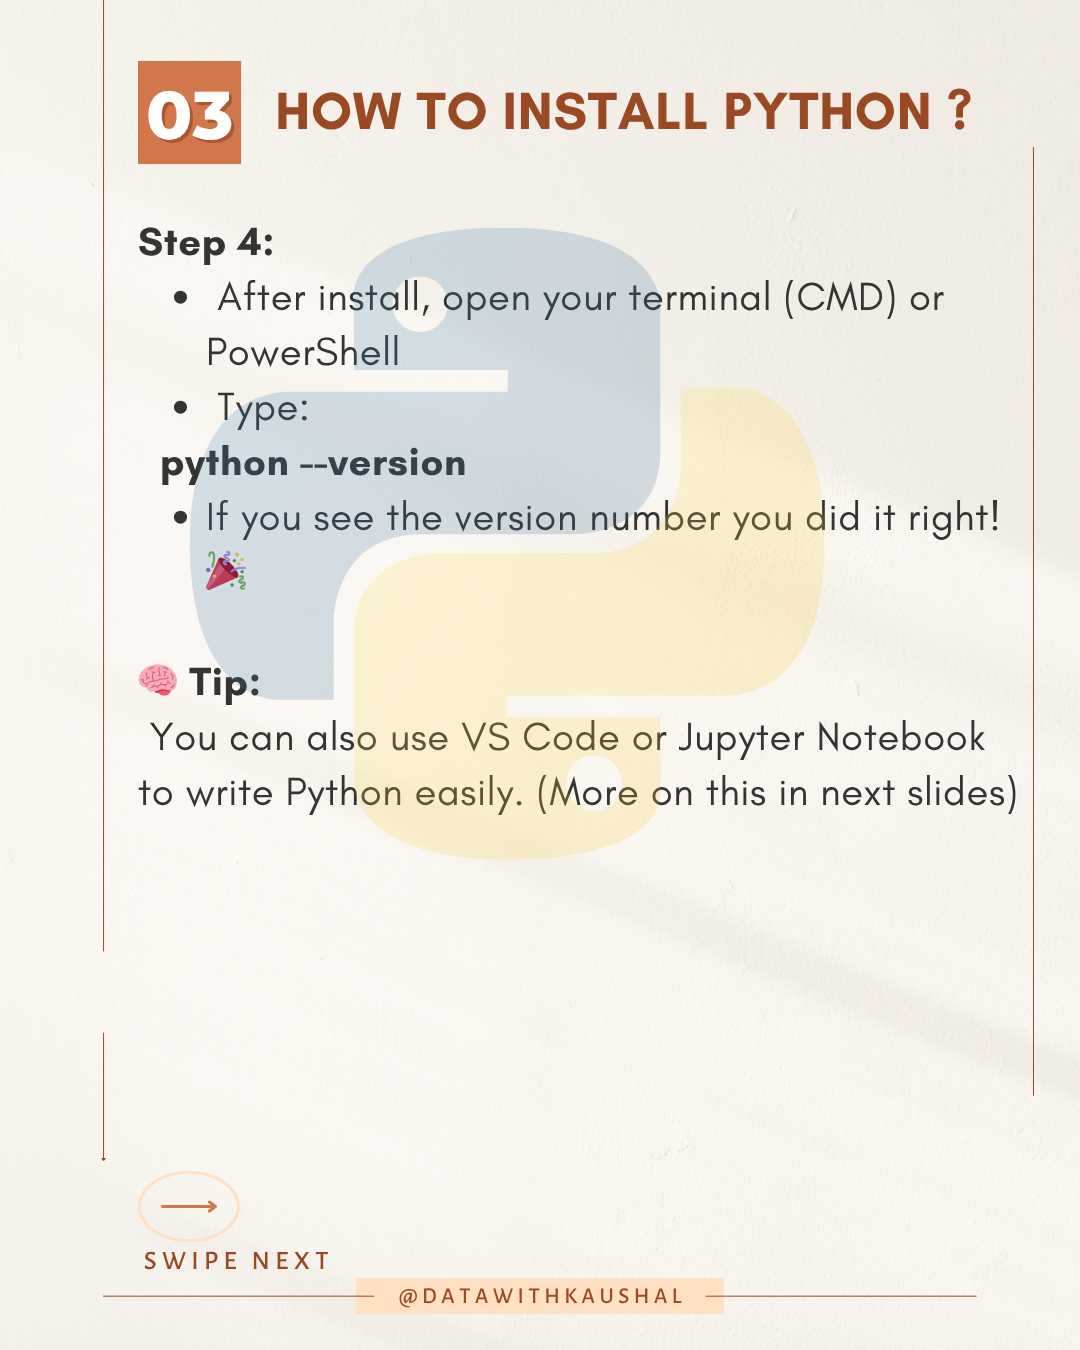 03 HOW TO INSTALL PYTHON ?
Step 4:
• After install, open your terminal (CMD) or
PowerShell
• Type:
python --version
• If you see the version number you did it right!
🎉
🧠 Tip:
You can also use VS Code or Jupyter Notebook
to write Python easily. (More on this in next slides)
SWIPE NEXT
@DATAWITHKAUSHAL